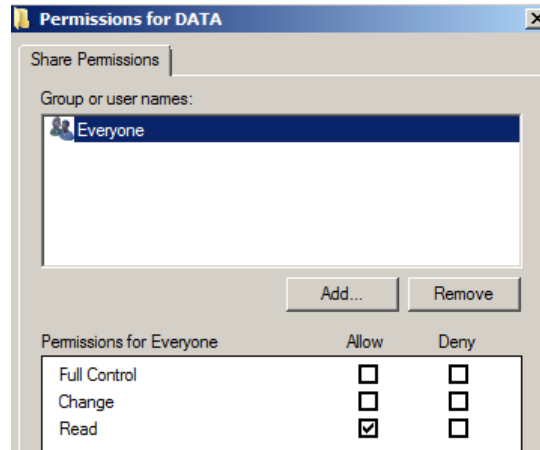 Permissions for DATA
Share Permissions
Group or user names:
Everyone
Add... Remove
Permissions for Everyone Allow Deny
Full Control
Change
Read